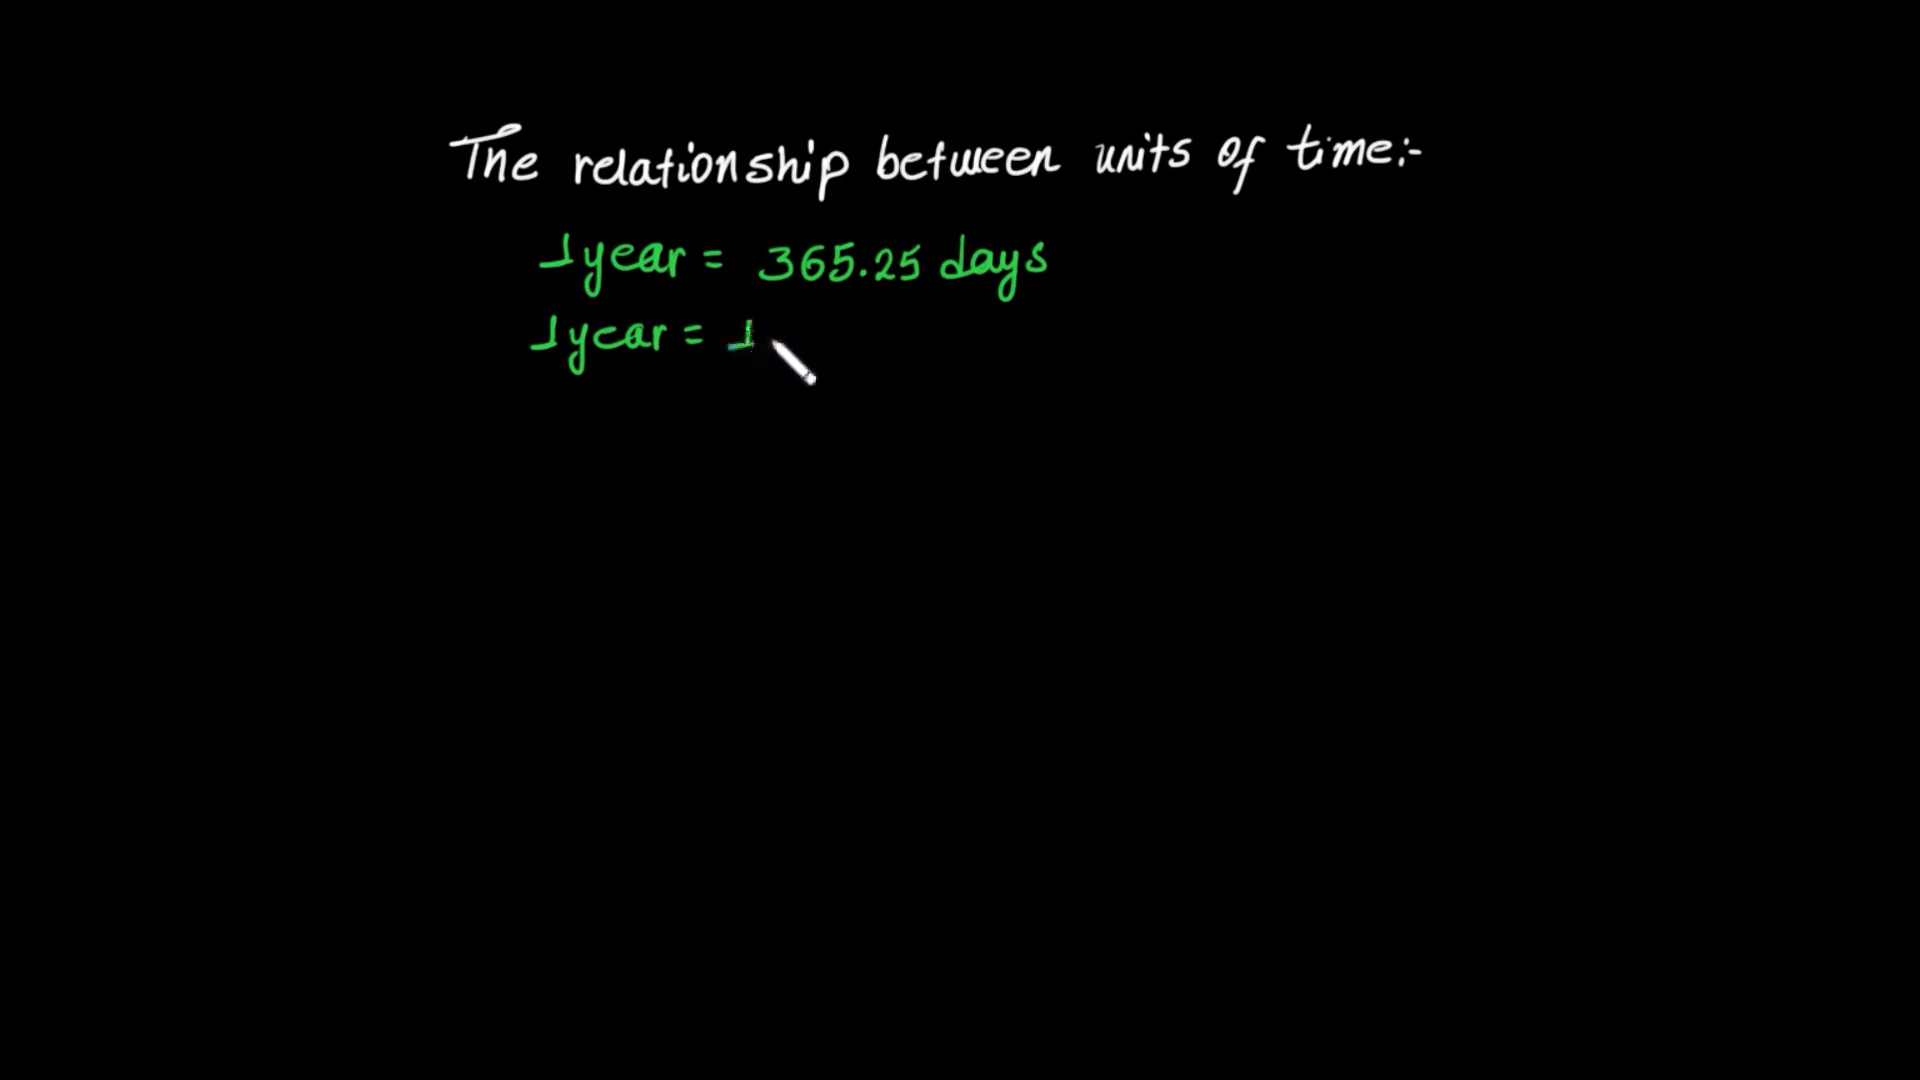 The relationship between units of time:-
1 year = 365.25 days
1 year = 1